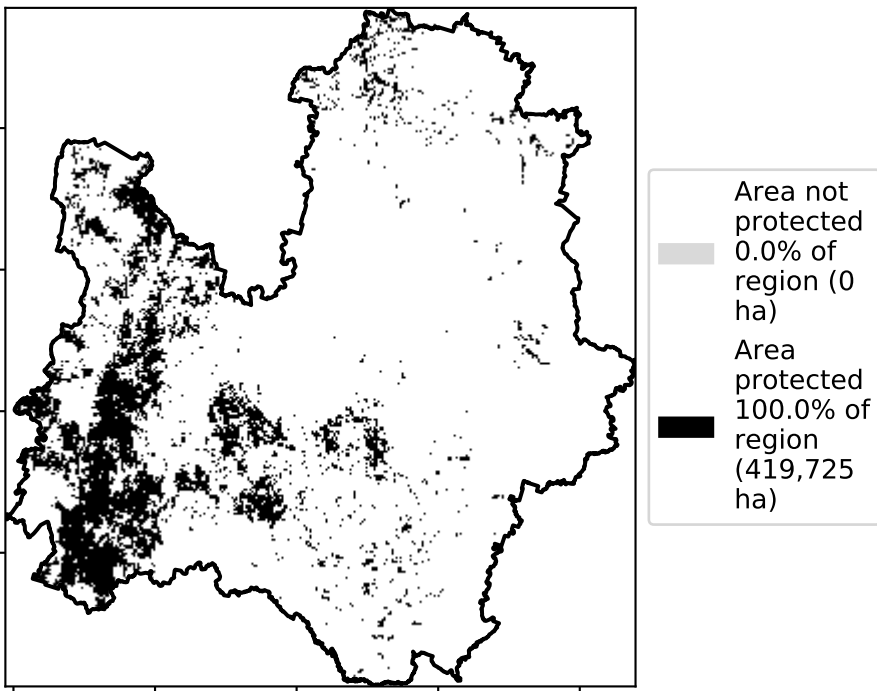 Area not
protected
0.0% of
region (0
ha)
Area
protected
100.0% of
region
(419,725
ha)